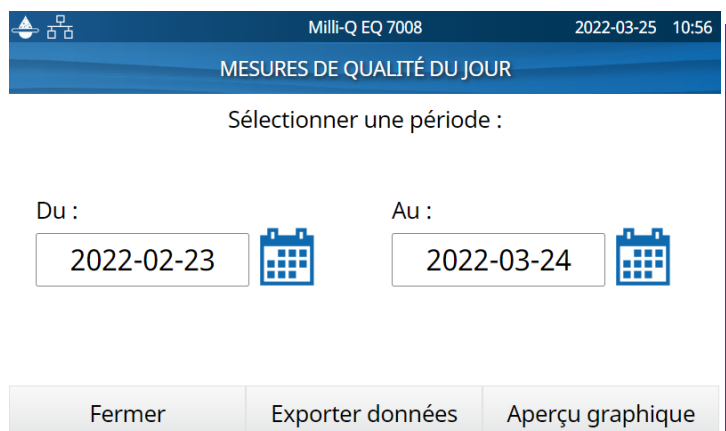 Milli-Q EQ 7008 2022-03-25 10:56
MESURES DE QUALITÉ DU JOUR
Sélectionner une période :
Du : Au :
2022-02-23 2022-03-24
Fermer Exporter données Aperçu graphique